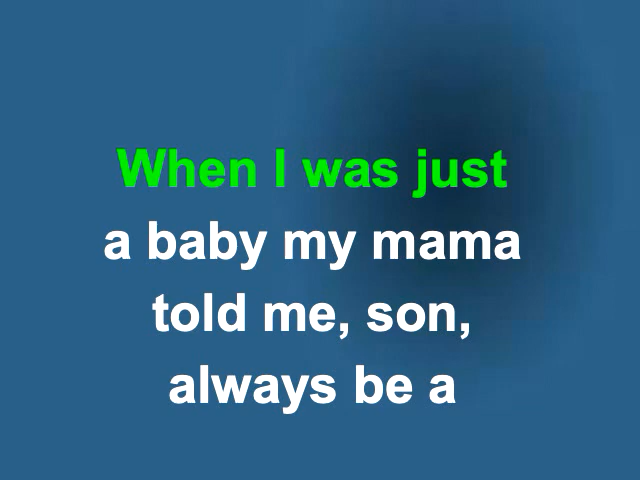 When I was just
a baby my mama
told me, son,
always be a